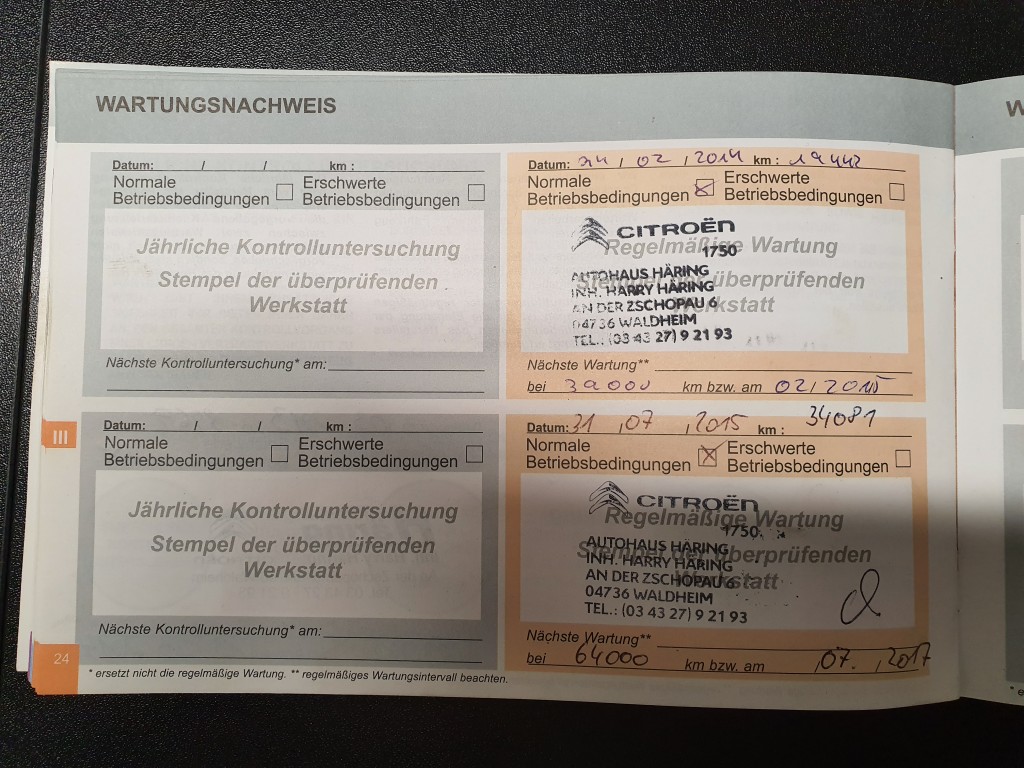 WARTUNGSNACHWEIS
W
Datum: / / km :
Normale Betriebsbedingungen
Erschwerte Betriebsbedingungen
Jährliche Kontrolluntersuchung
Stempel der überprüfenden
Werkstatt
Nächste Kontrolluntersuchung* am:
Datum: / 02 / 2014 km : 19442
Normale Betriebsbedingungen
Erschwerte Betriebsbedingungen
Regelmäßige Wartung
Stempel der überprüfenden
Werkstatt
CITROËN
1750
AUTOHAUS HÄRING
INH. HARRY HÄRING
AN DER ZSCHOPAU 6
04736 WALDHEIM
TEL.: (03 43 27) 9 21 93
Nächste Wartung**
bei 39000 km bzw. am 02/2015
III
Datum: / / km :
Normale Betriebsbedingungen
Erschwerte Betriebsbedingungen
Jährliche Kontrolluntersuchung
Stempel der überprüfenden
Werkstatt
Nächste Kontrolluntersuchung* am:
Datum: 31 / 07 / 2015 km : 34081
Normale Betriebsbedingungen
Erschwerte Betriebsbedingungen
Regelmäßige Wartung
Stempel der überprüfenden
Werkstatt
CITROËN
1750
AUTOHAUS HÄRING
INH. HARRY HÄRING
AN DER ZSCHOPAU 6
04736 WALDHEIM
TEL.: (03 43 27) 9 21 93
Nächste Wartung**
bei 64000 km bzw. am 07. 2017
24
* ersetzt nicht die regelmäßige Wartung. ** regelmäßiges Wartungsintervall beachten.
* e